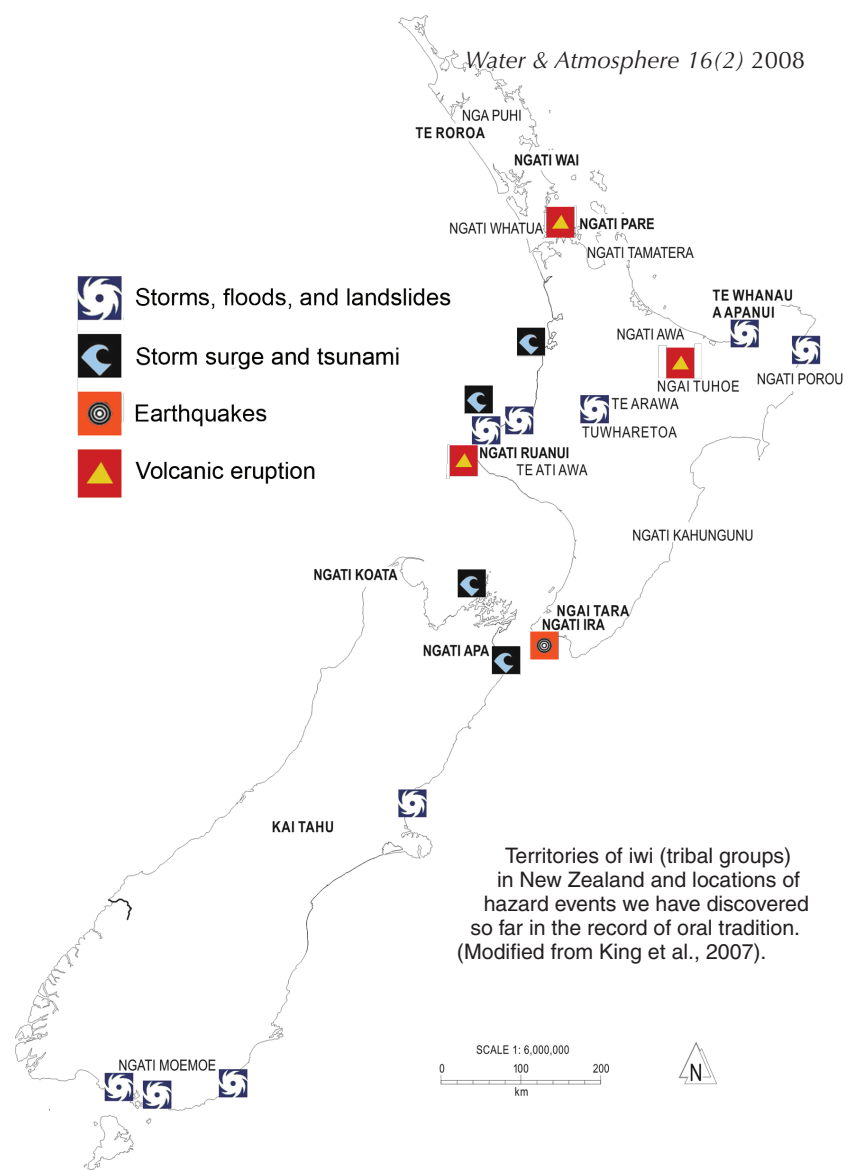 Water & Atmosphere 16(2) 2008
NGA PUHI
TE ROROA
NGATI WAI
NGATI WHATUA
NGATI PARE
NGATI TAMATERA
Storms, floods, and landslides
Storm surge and tsunami
Earthquakes
Volcanic eruption
TE WHANAU
A APANUI
NGATI AWA
NGATI POROU
NGAI TUHOE
TE ARAWA
TUWHARETOA
NGATI RUANUI
TE ATI AWA
NGATI KAHUNGUNU
NGATI KOATA
NGAI TARA
NGATI IRA
NGATI APA
KAI TAHU
Territories of iwi (tribal groups)
in New Zealand and locations of
hazard events we have discovered
so far in the record of oral tradition.
(Modified from King et al., 2007).
NGATI MOEMOE
SCALE 1: 6,000,000
0 100 200
km
N